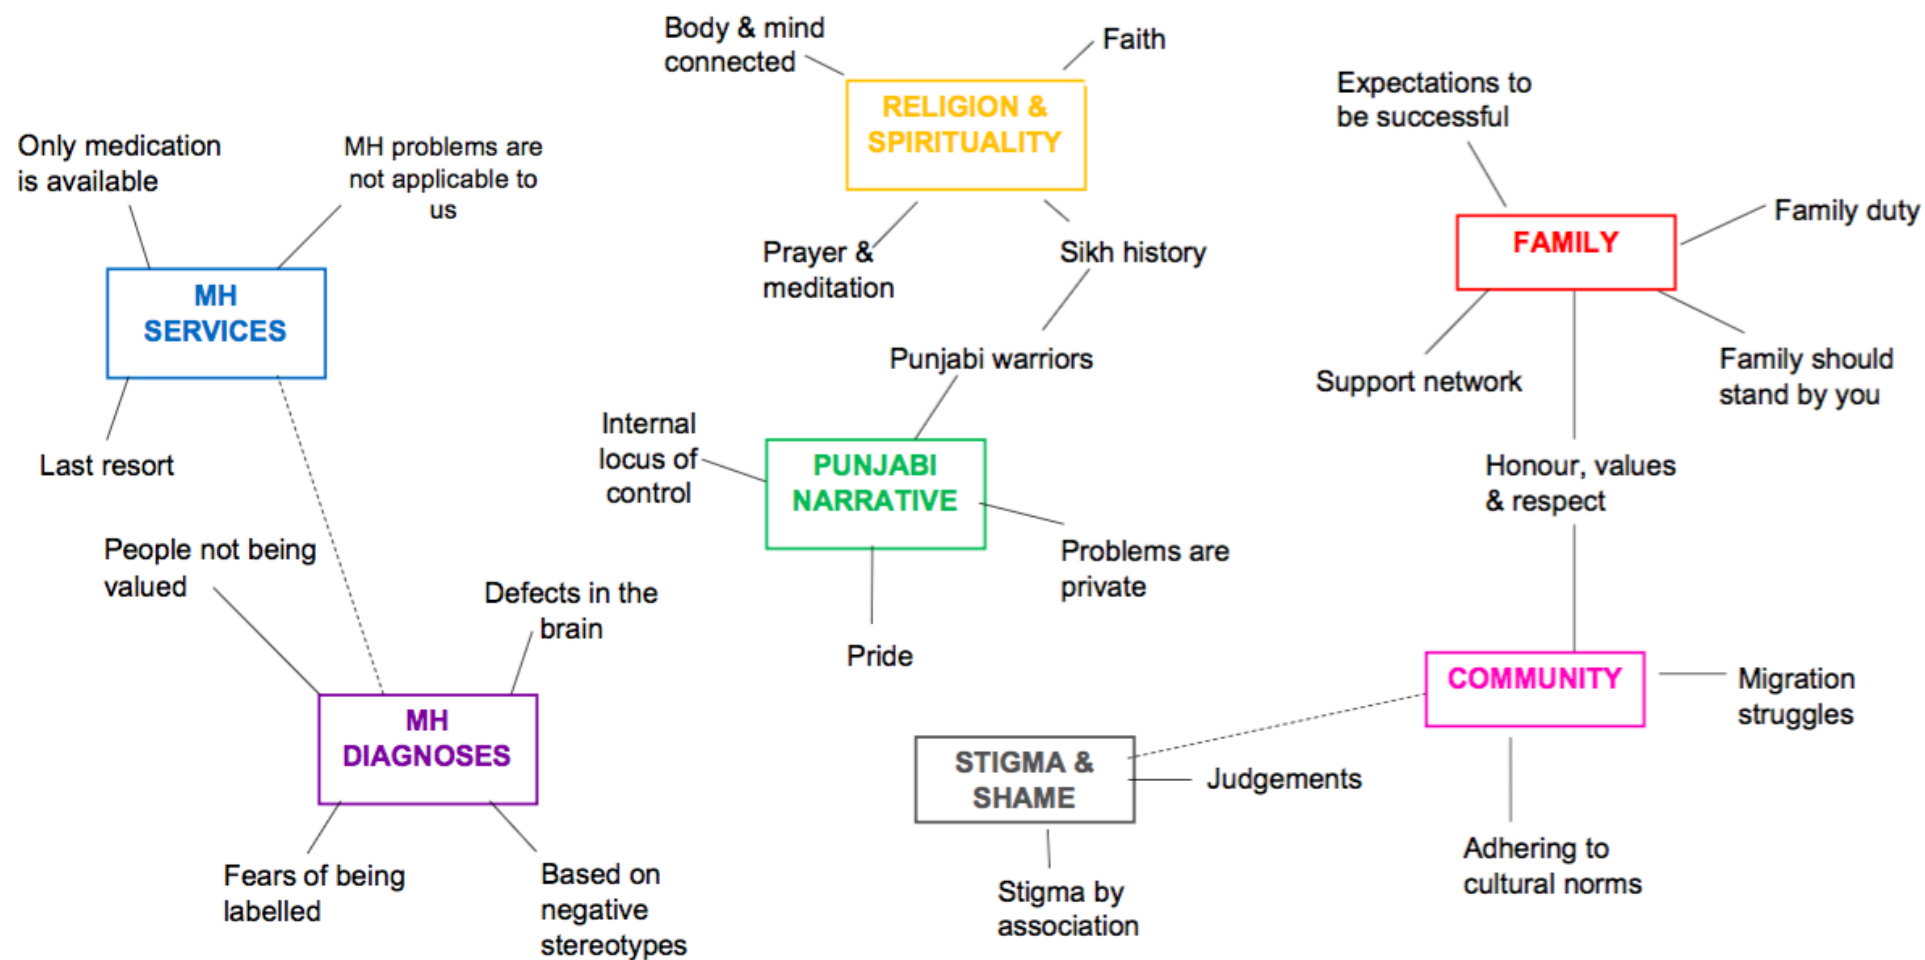 Body & mind
connected
Faith
RELIGION &
SPIRITUALITY
Prayer &
meditation
Sikh history
Punjabi warriors
Expectations to
be successful
Family duty
FAMILY
Support network
Family should
stand by you
Honour, values
& respect
Only medication
is available
MH problems are
not applicable to
us
MH
SERVICES
Last resort
Internal
locus of
control
PUNJABI
NARRATIVE
Problems are
private
Pride
People not being
valued
Defects in the
brain
MH
DIAGNOSES
Fears of being
labelled
Based on
negative
stereotypes
COMMUNITY
Migration
struggles
Adhering to
cultural norms
STIGMA &
SHAME
Judgements
Stigma by
association